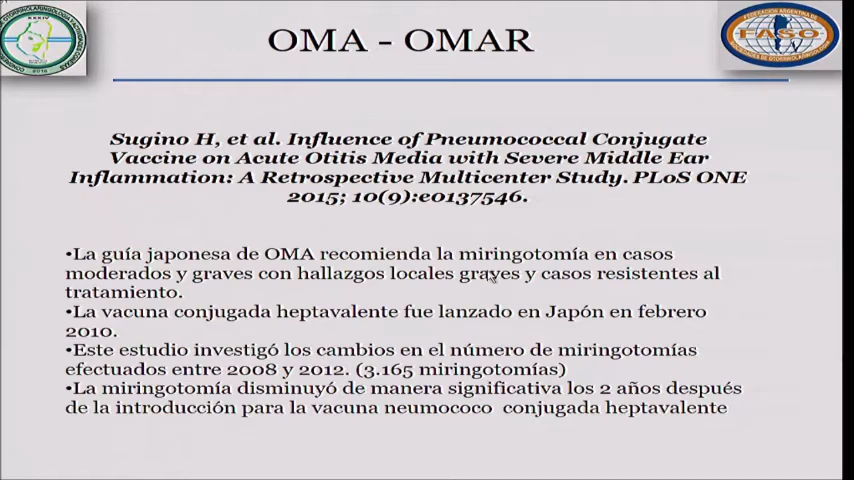 OMA - OMAR
FASO
Sugino H, et al. Influence of Pneumococcal Conjugate
Vaccine on Acute Otitis Media with Severe Middle Ear
Inflammation: A Retrospective Multicenter Study. PLoS ONE
2015; 10(9):e0137546.
•La guía japonesa de OMA recomienda la miringotomía en casos
moderados y graves con hallazgos locales graves y casos resistentes al
tratamiento.
•La vacuna conjugada heptavalente fue lanzado en Japón en febrero
2010.
•Este estudio investigó los cambios en el número de miringotomías
efectuados entre 2008 y 2012. (3.165 miringotomías)
•La miringotomía disminuyó de manera significativa los 2 años después
de la introducción para la vacuna neumococo conjugada heptavalente